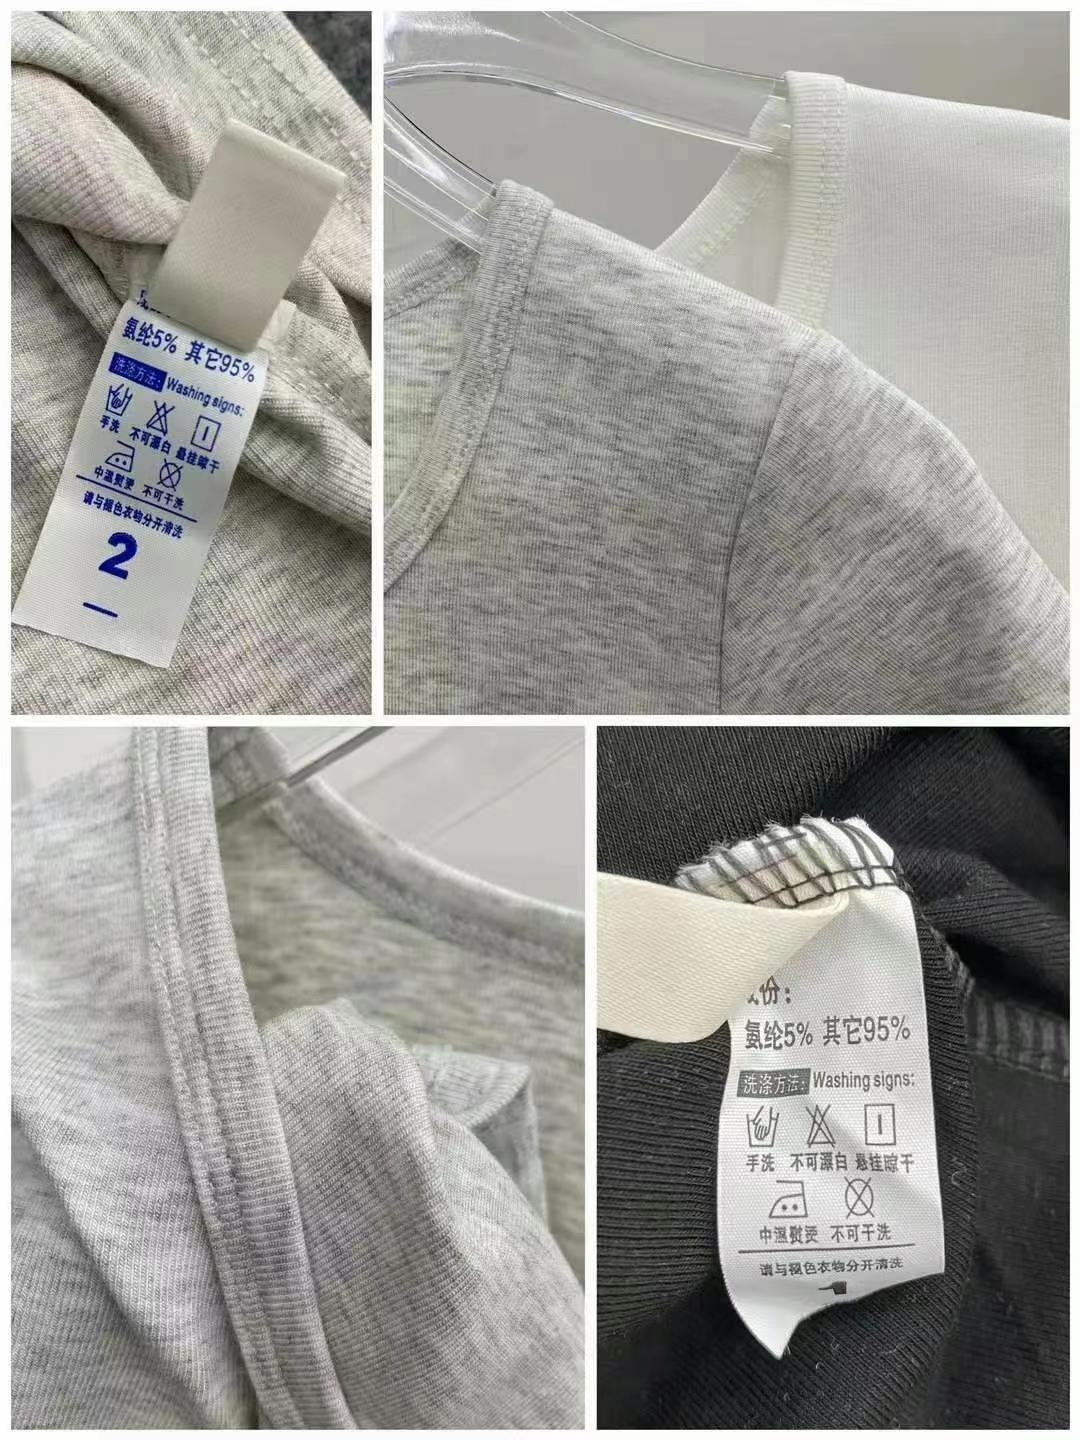 氨纶5% 其它95%
洗涤方法: Washing signs:
手洗 不可漂白 悬挂晾干
中温熨烫 不可干洗
请与褪色衣物分开清洗
2
份:
氨纶5% 其它95%
洗涤方法: Washing signs:
手洗 不可漂白 悬挂晾干
中温熨烫 不可干洗
请与褪色衣物分开清洗